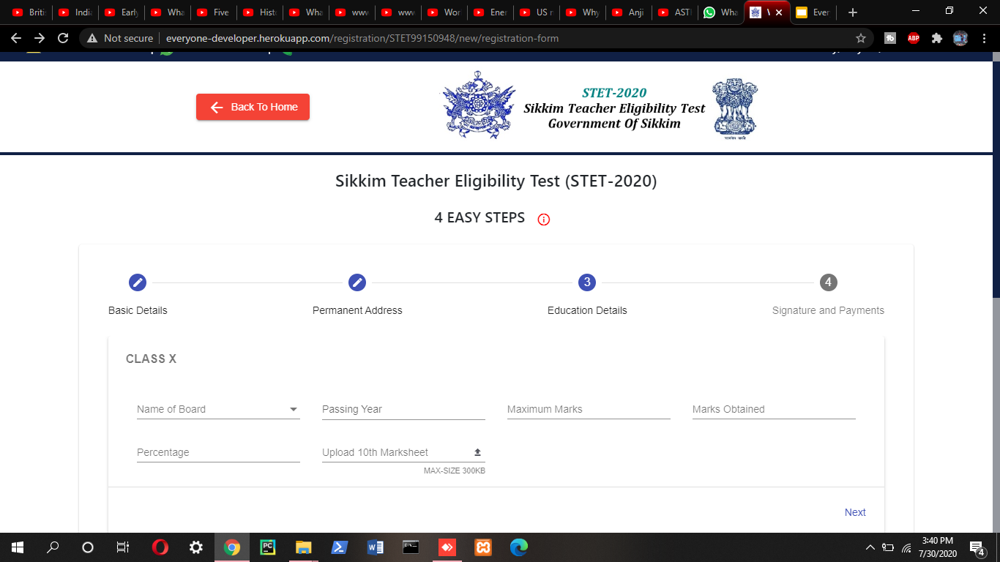 Briti
India
Early
Wha
Five
Hist
Wha
www
www
Wor
Ener
US r
Why
Anji
AST
Wha
Ever
Not secure
everyone-developer.herokuapp.com/registration/STET99150948/new/registration-form
ABP
Back To Home
STET-2020
Sikkim Teacher Eligibility Test
Government Of Sikkim
Sikkim Teacher Eligibility Test (STET-2020)
4 EASY STEPS
3
4
Basic Details
Permanent Address
Education Details
Signature and Payments
CLASS X
Name of Board
Passing Year
Maximum Marks
Marks Obtained
Percentage
Upload 10th Marksheet
MAX-SIZE 300KB
Next
3:40 PM
7/30/2020
4